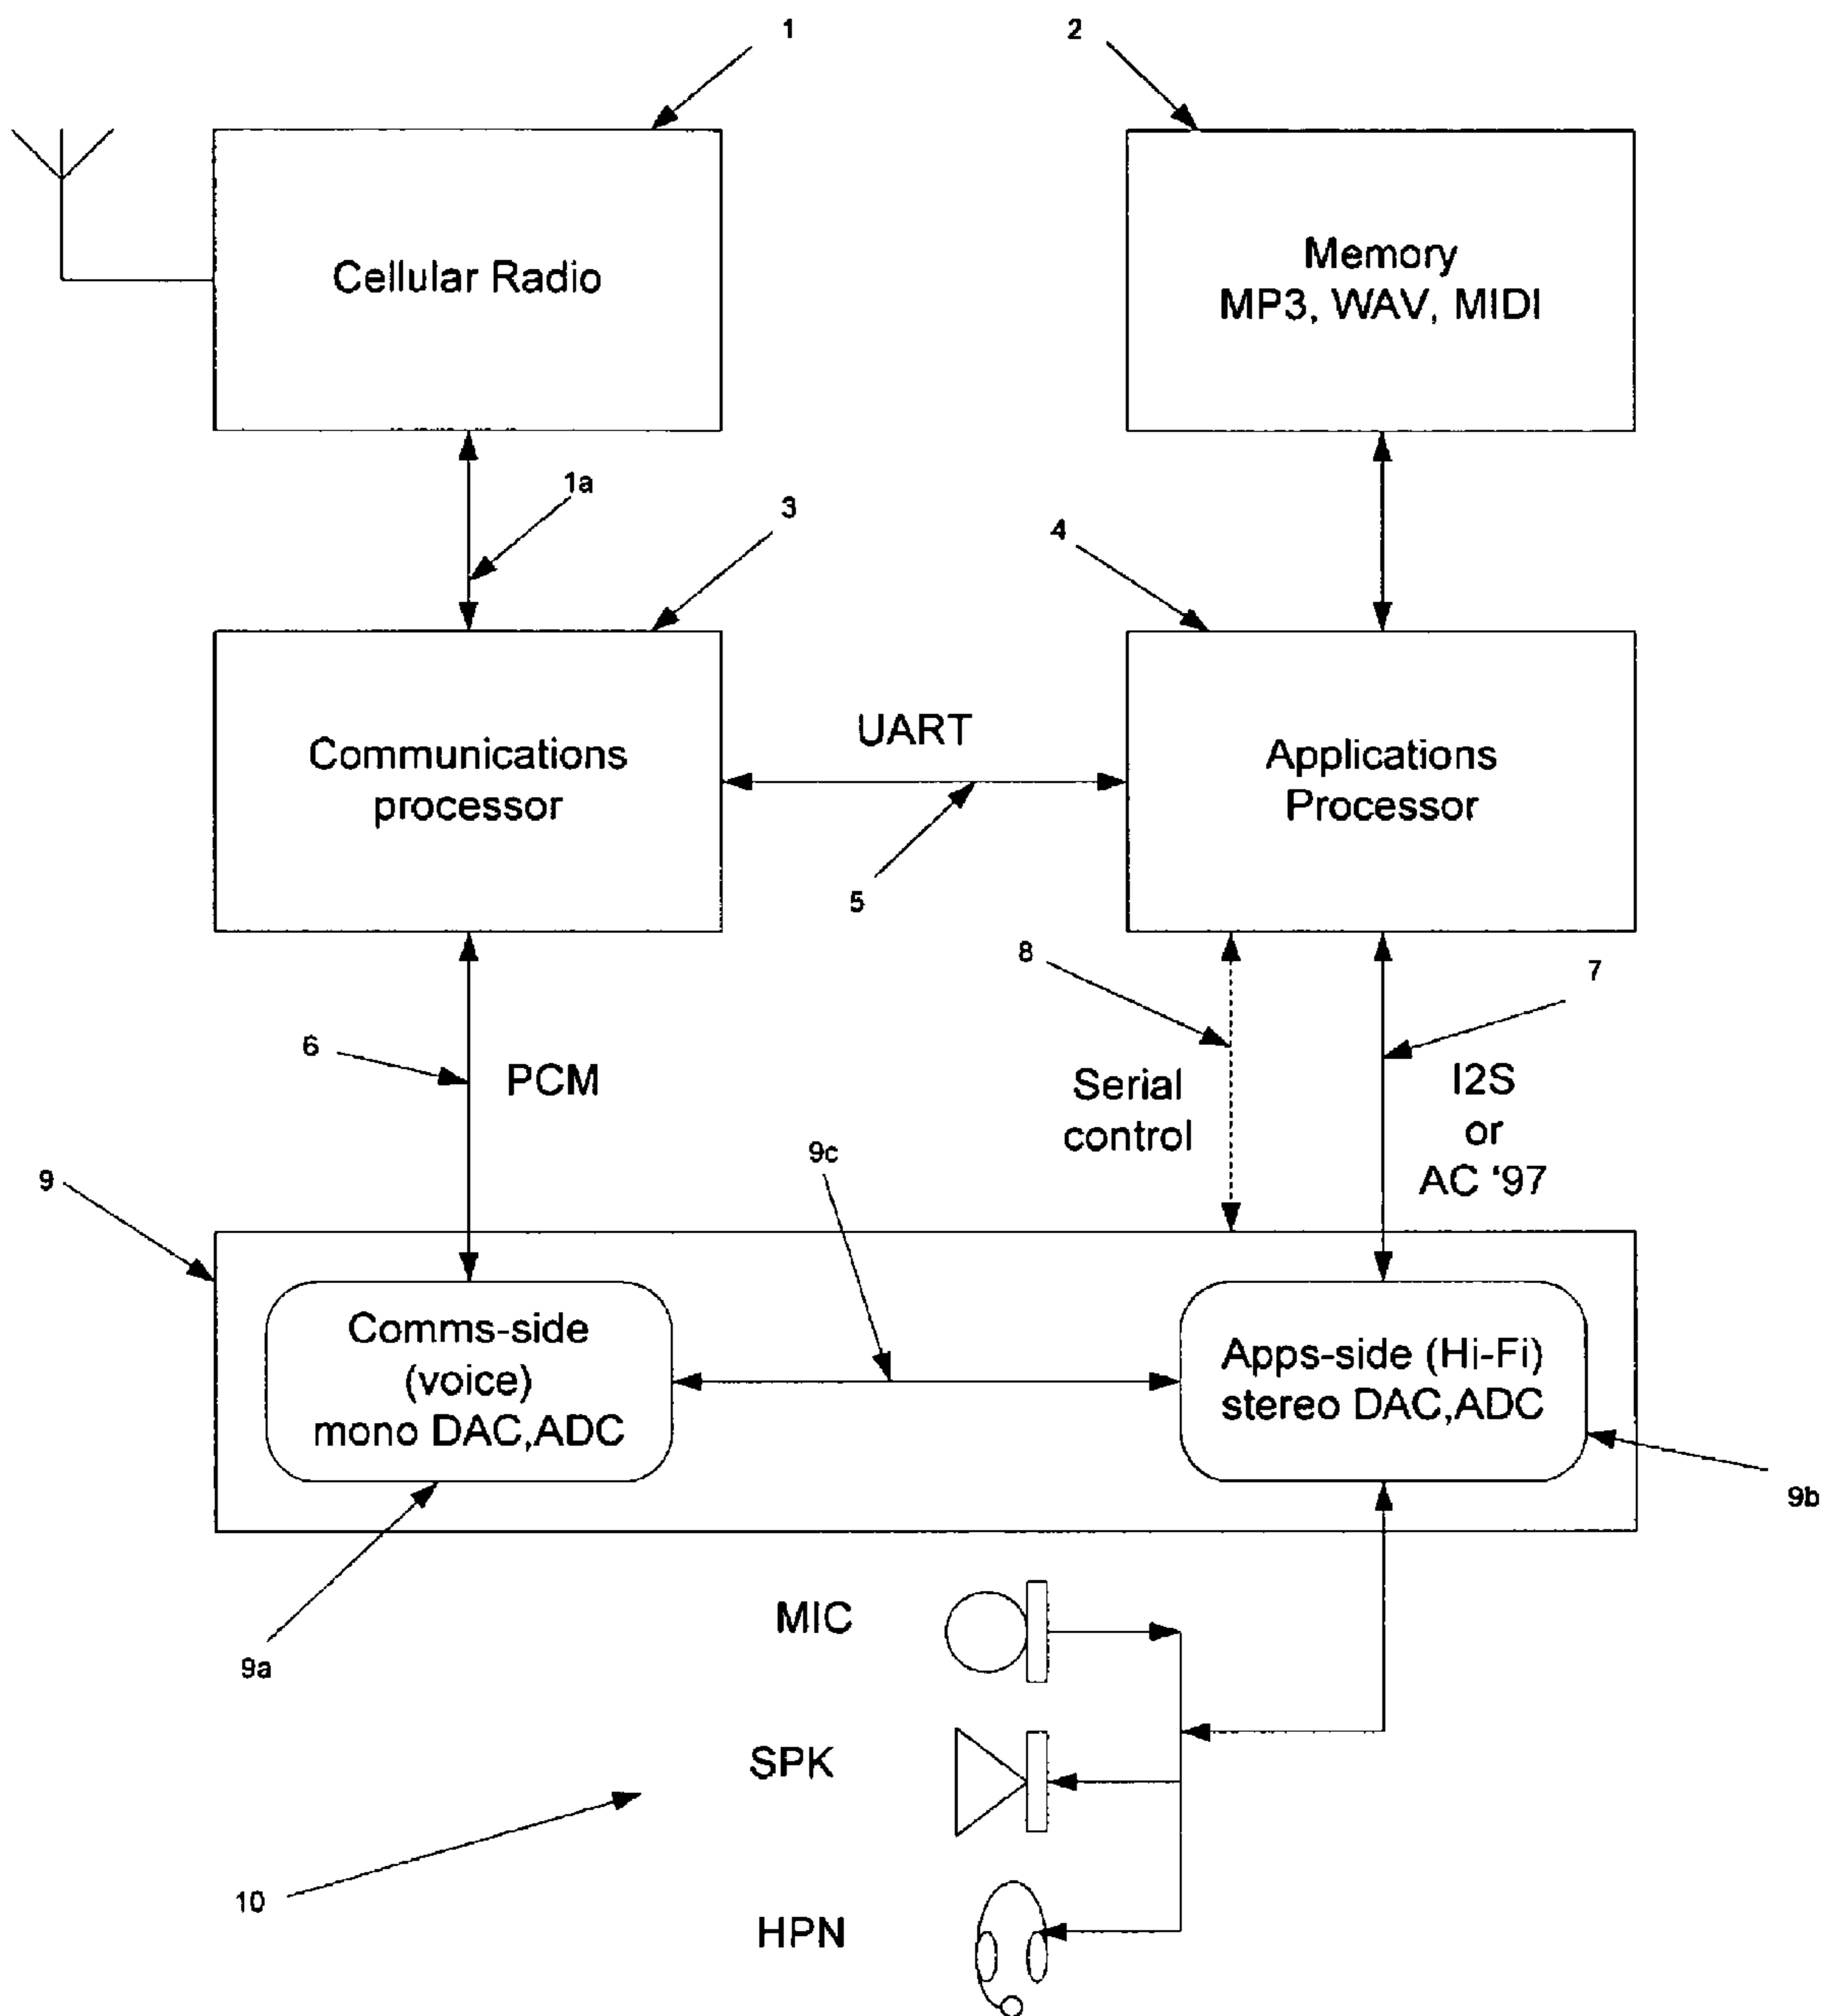 1
2
Cellular Radio
Memory
MP3, WAV, MIDI
1a
3
4
Communications
processor
UART
Applications
Processor
5
8
7
6
PCM
Serial
control
I2S
or
AC '97
9
9c
Comms-side
(voice)
mono DAC,ADC
Apps-side (Hi-Fi)
stereo DAC,ADC
9b
9a
MIC
SPK
10
HPN